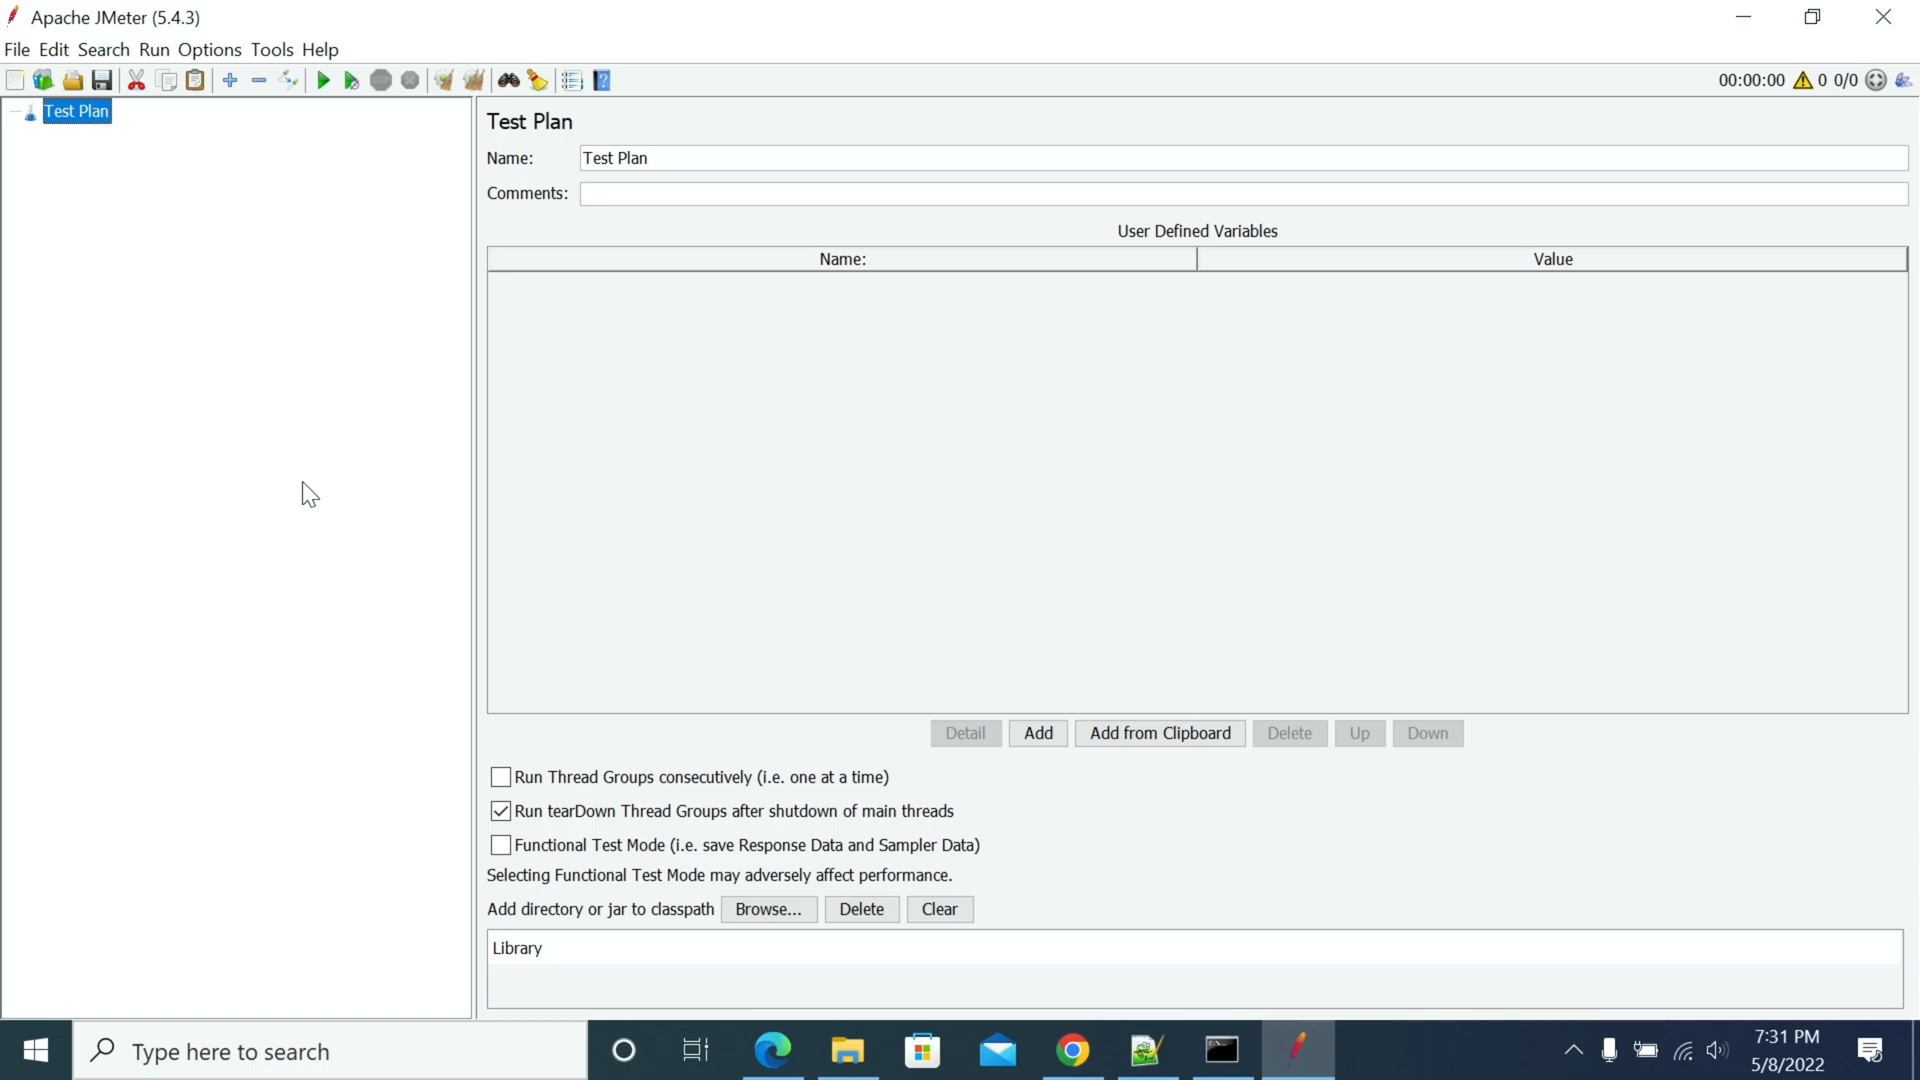 Apache JMeter (5.4.3)
File Edit Search Run Options Tools Help
00:00:00 0 0/0
Test Plan
Test Plan
Name: Test Plan
Comments:
User Defined Variables
Name: Value
Detail Add Add from Clipboard Delete Up Down
Run Thread Groups consecutively (i.e. one at a time)
Run tearDown Thread Groups after shutdown of main threads
Functional Test Mode (i.e. save Response Data and Sampler Data)
Selecting Functional Test Mode may adversely affect performance.
Add directory or jar to classpath Browse... Delete Clear
Library
Type here to search
7:31 PM
5/8/2022